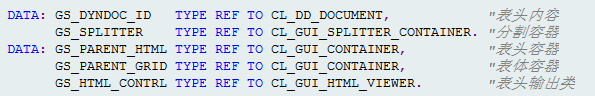 DATA: GS_DYNDOC_ID   TYPE REF TO CL_DD_DOCUMENT,             "表头内容
      GS_SPLITTER    TYPE REF TO CL_GUI_SPLITTER_CONTAINER. "分割容器
DATA: GS_PARENT_HTML TYPE REF TO CL_GUI_CONTAINER,           "表头容器
      GS_PARENT_GRID TYPE REF TO CL_GUI_CONTAINER,           "表体容器
      GS_HTML_CONTRL TYPE REF TO CL_GUI_HTML_VIEWER.         "表头输出类